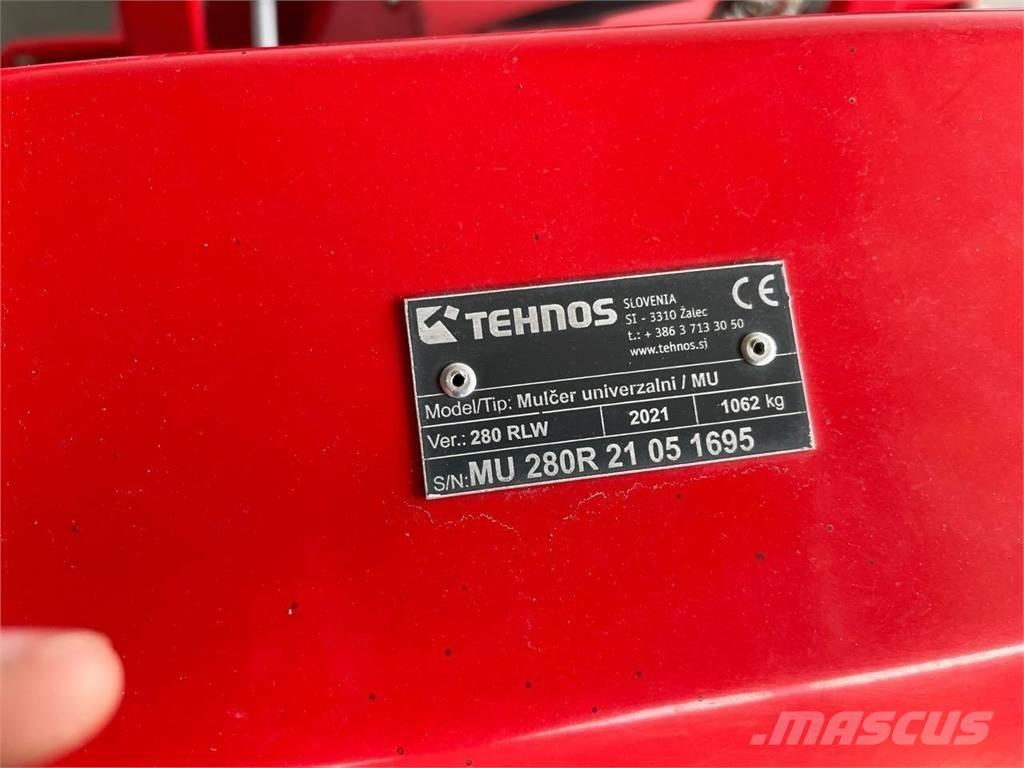 TEHNOS
SLOVENIA
SI - 3310 Žalec
t.: + 386 3 713 30 50
www.tehnos.si
CE
Model/Tip: Mulčer univerzalni / MU
Ver.: 280 RLW 2021 1062 kg
S/N: MU 280R 21 05 1695
MASCUS